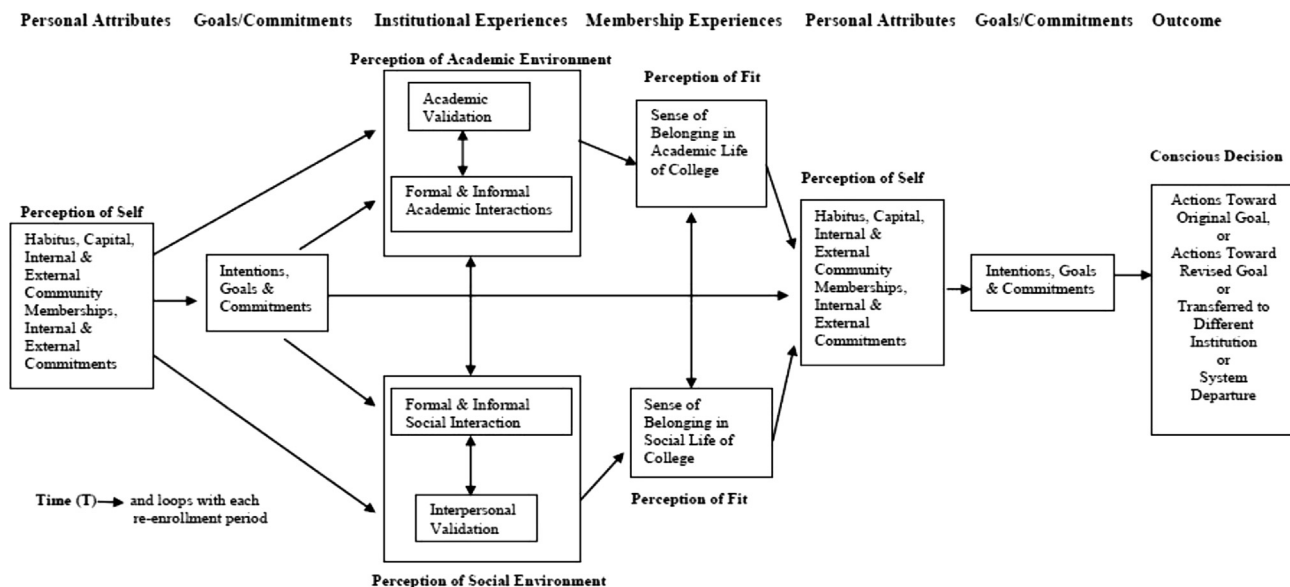 Personal Attributes
Goals/Commitments
Institutional Experiences
Membership Experiences
Personal Attributes
Goals/Commitments
Outcome
Perception of Self
Habitus, Capital,
Internal &
External
Community
Memberships,
Internal &
External
Commitments
Intentions,
Goals &
Commitments
Perception of Academic Environment
Academic
Validation
Formal & Informal
Academic Interactions
Formal & Informal
Social Interaction
Interpersonal
Validation
Perception of Social Environment
Perception of Fit
Sense of
Belonging in
Academic Life
of College
Sense of
Belonging in
Social Life of
College
Perception of Fit
Perception of Self
Habitus, Capital,
Internal &
External
Community
Memberships,
Internal &
External
Commitments
Intentions, Goals
& Commitments
Conscious Decision
Actions Toward
Original Goal,
or
Actions Toward
Revised Goal
or
Transferred to
Different
Institution
or
System
Departure
Time (T) and loops with each
re-enrollment period